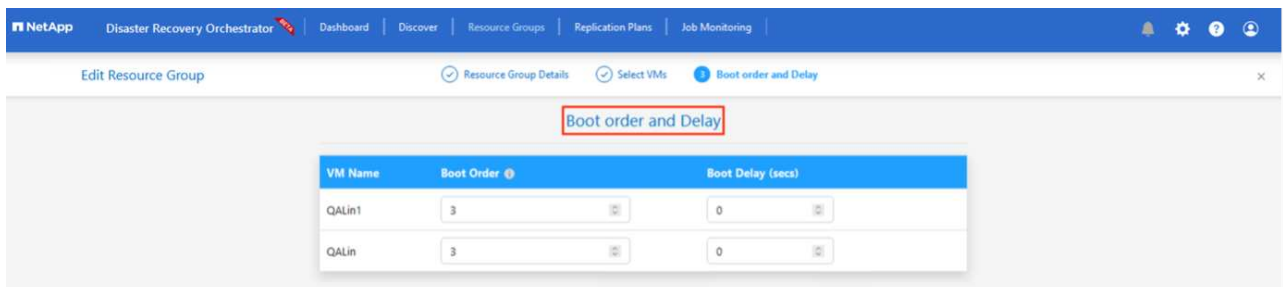 NetApp Disaster Recovery Orchestrator BETA Dashboard Discover Resource Groups Replication Plans Job Monitoring
Edit Resource Group Resource Group Details Select VMs 3 Boot order and Delay
Boot order and Delay
VM Name Boot Order Boot Delay (secs)
QALin1 3 0
QALin 3 0